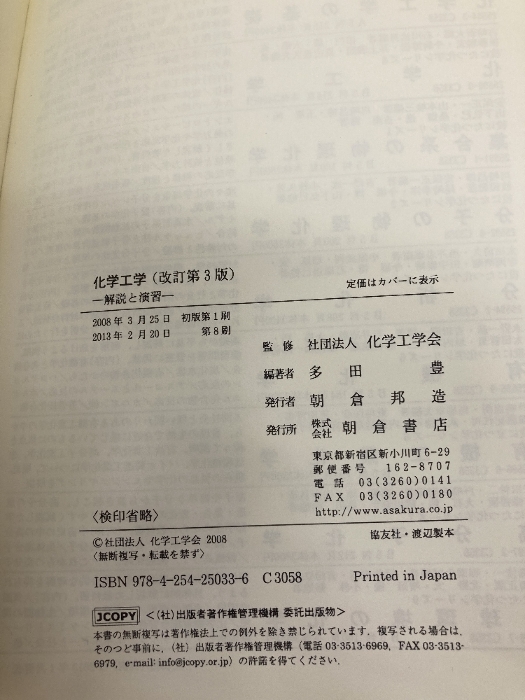 化学工学（改訂第3版）
―解説と演習―
定価はカバーに表示
2008年 3月25日 初版第1刷
2013年 2月20日 第8刷
監修 社団法人 化学工学会
編著者 多田 豊
発行者 朝倉邦造
発行所 株式会社 朝倉書店
東京都新宿区新小川町6-29
郵便番号 162-8707
電話 03(3260)0141
FAX 03(3260)0180
http://www.asakura.co.jp
〈検印省略〉
©社団法人 化学工学会 2008
〈無断複写・転載を禁ず〉
協友社・渡辺製本
ISBN 978-4-254-25033-6 C3058 Printed in Japan
JCOPY ＜(社)出版者著作権管理機構 委託出版物＞
本書の無断複写は著作権法上での例外を除き禁じられています．複写される場合は，
そのつど事前に，(社)出版者著作権管理機構（電話 03-3513-6969，FAX 03-3513-
6979，e-mail: info@jcopy.or.jp）の許諾を得てください．